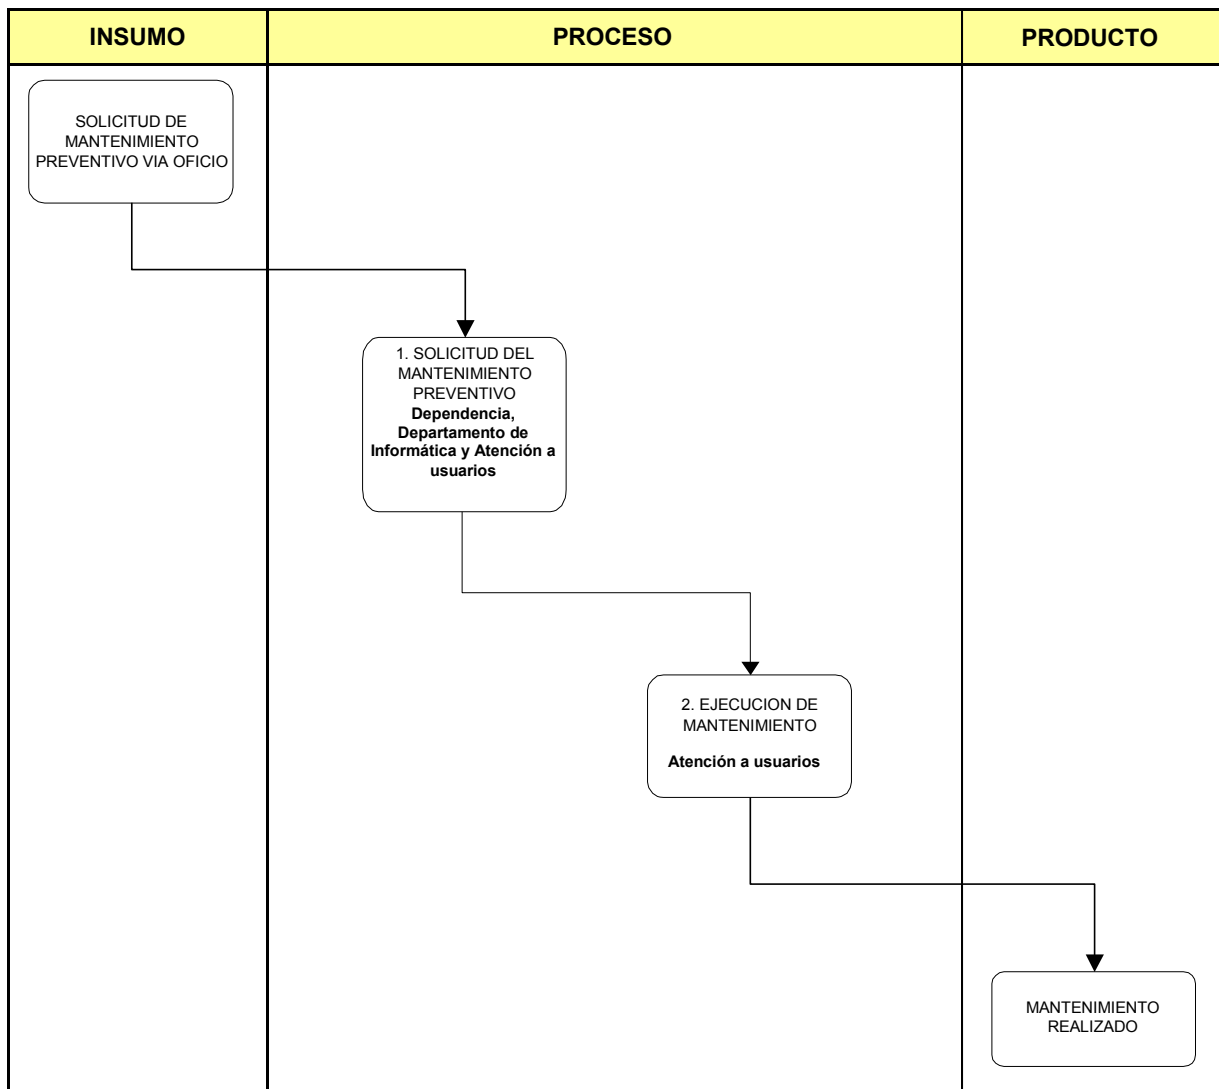 INSUMO
PROCESO
PRODUCTO
SOLICITUD DE
MANTENIMIENTO
PREVENTIVO VIA OFICIO
1. SOLICITUD DEL
MANTENIMIENTO
PREVENTIVO
Dependencia,
Departamento de
Informática y Atención a
usuarios
2. EJECUCION DE
MANTENIMIENTO
Atención a usuarios
MANTENIMIENTO
REALIZADO